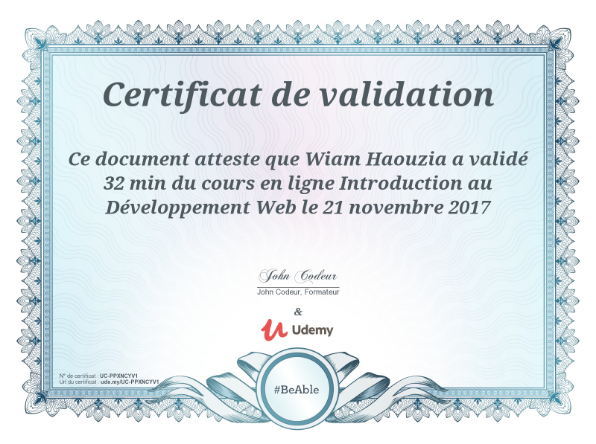 Certificat de validation
Ce document atteste que Wiam Haouzia a validé
32 min du cours en ligne Introduction au
Développement Web le 21 novembre 2017
John Codeur
John Codeur, Formateur
&
Udemy
N° de certificat : UC-PPXNCYV1
Url du certificat : ude.my/UC-PPXNCYV1
#BeAble